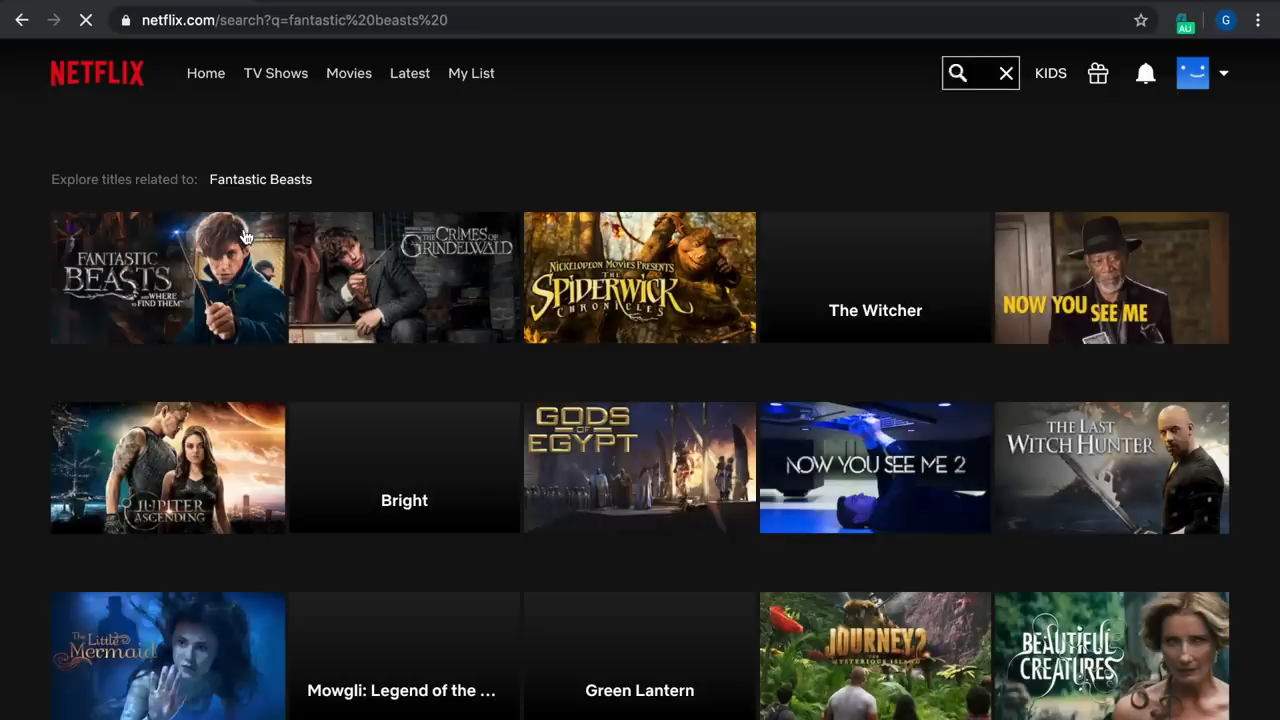 netflix.com/search?q=fantastic%20beasts%20
AU
G
NETFLIX
Home
TV Shows
Movies
Latest
My List
KIDS
Explore titles related to:
Fantastic Beasts
FANTASTIC
BEASTS
AND WHERE
TO FIND THEM
THE CRIMES OF
GRINDELWALD
NICKELODEON MOVIES PRESENTS
THE
SPIDERWICK
CHRONICLES
The Witcher
NOW YOU
SEE ME
JUPITER
ASCENDING
Bright
GODS
OF
EGYPT
NOW YOU SEE ME 2
THE LAST
WITCH HUNTER
The Little
Mermaid
Mowgli: Legend of the ...
Green Lantern
JOURNEY 2
THE
MYSTERIOUS ISLAND
BEAUTIFUL
CREATURES